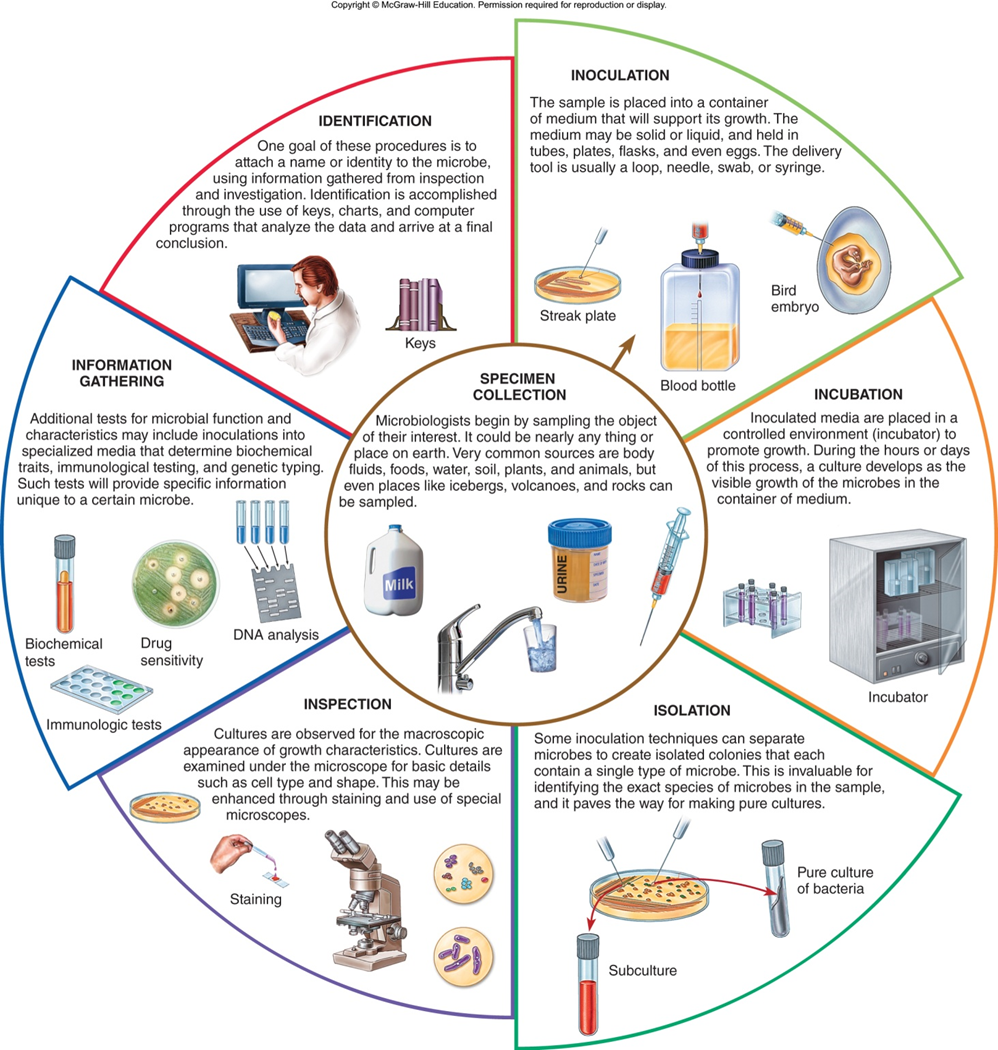 Copyright © McGraw-Hill Education. Permission required for reproduction or display.
INOCULATION
The sample is placed into a container
of medium that will support its growth. The
medium may be solid or liquid, and held in
tubes, plates, flasks, and even eggs. The delivery
tool is usually a loop, needle, swab, or syringe.
Streak plate
Blood bottle
Bird
embryo
IDENTIFICATION
One goal of these procedures is to
attach a name or identity to the microbe,
using information gathered from inspection
and investigation. Identification is accomplished
through the use of keys, charts, and computer
programs that analyze the data and arrive at a final
conclusion.
Keys
SPECIMEN
COLLECTION
Microbiologists begin by sampling the object
of their interest. It could be nearly any thing or
place on earth. Very common sources are body
fluids, foods, water, soil, plants, and animals, but
even places like icebergs, volcanoes, and rocks can
be sampled.
Milk
URINE
INCUBATION
Inoculated media are placed in a
controlled environment (incubator) to
promote growth. During the hours or days
of this process, a culture develops as the
visible growth of the microbes in the
container of medium.
Incubator
INFORMATION
GATHERING
Additional tests for microbial function and
characteristics may include inoculations into
specialized media that determine biochemical
traits, immunological testing, and genetic typing.
Such tests will provide specific information
unique to a certain microbe.
Biochemical
tests
Drug
sensitivity
DNA analysis
Immunologic tests
INSPECTION
Cultures are observed for the macroscopic
appearance of growth characteristics. Cultures are
examined under the microscope for basic details
such as cell type and shape. This may be
enhanced through staining and use of special
microscopes.
Staining
ISOLATION
Some inoculation techniques can separate
microbes to create isolated colonies that each
contain a single type of microbe. This is invaluable for
identifying the exact species of microbes in the sample,
and it paves the way for making pure cultures.
Pure culture
of bacteria
Subculture